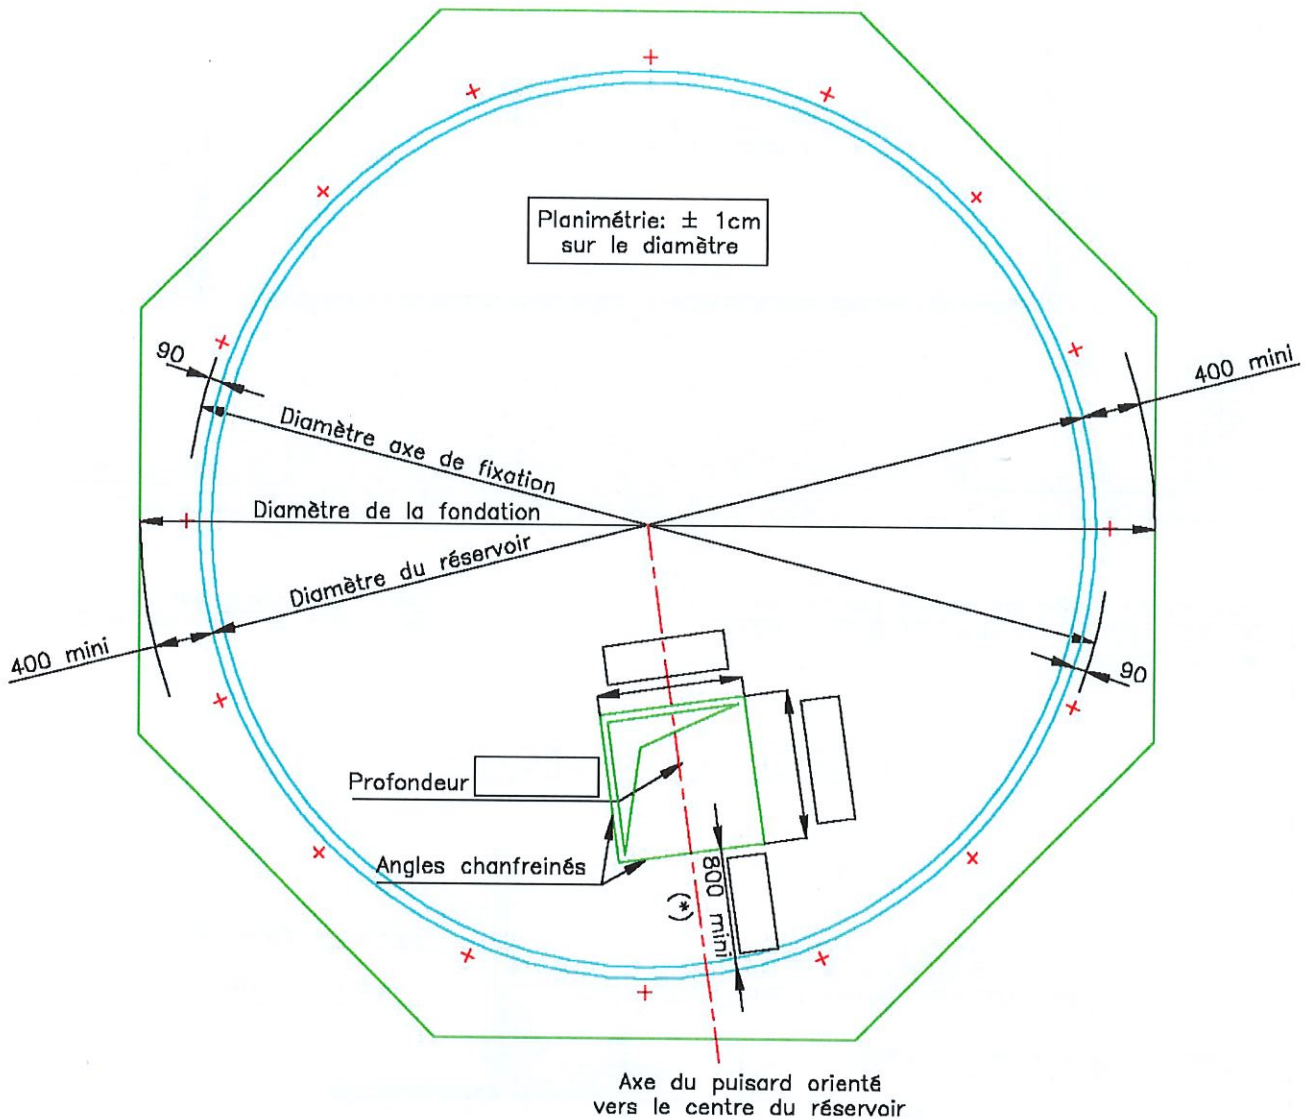 Planimétrie: ± 1cm
sur le diamètre
90
400 mini
Diamètre axe de fixation
Diamètre de la fondation
Diamètre du réservoir
400 mini
90
Profondeur
Angles chanfreinés
800 mini
(*)
Axe du puisard orienté
vers le centre du réservoir